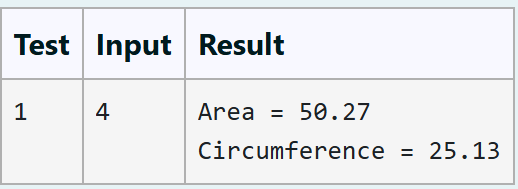 Test Input Result
1 4 Area = 50.27
Circumference = 25.13